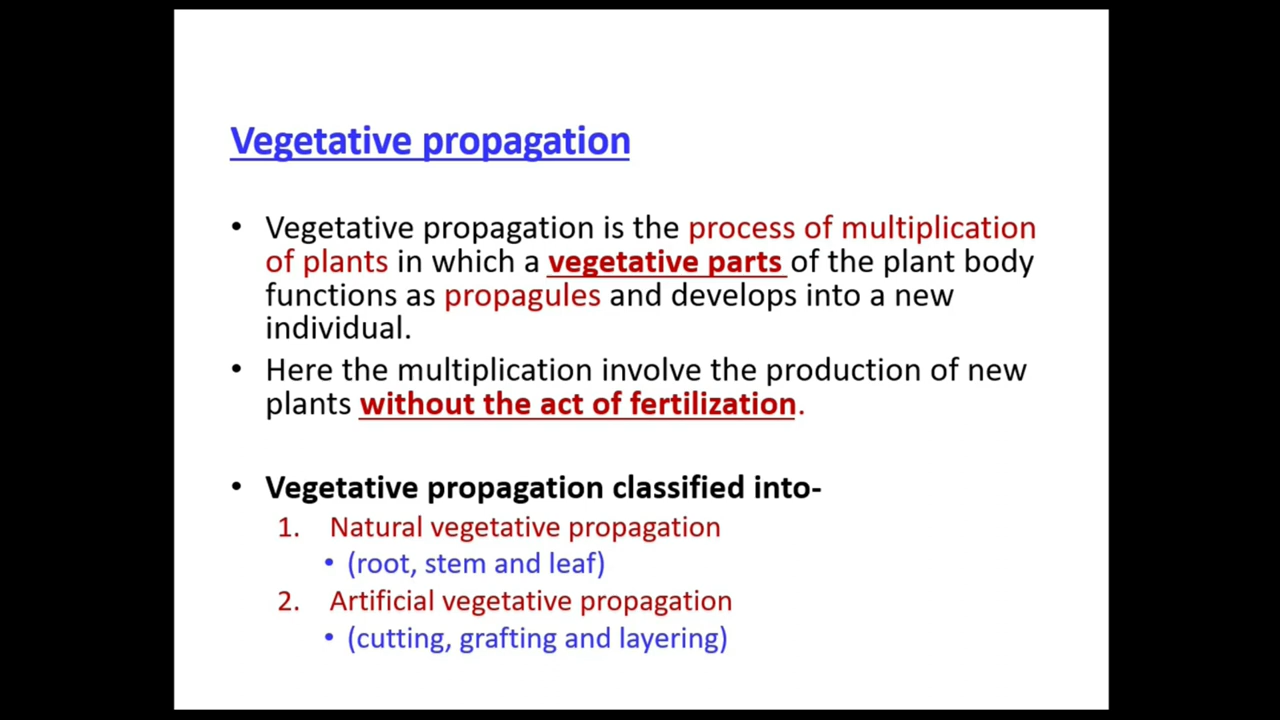 Vegetative propagation
• Vegetative propagation is the process of multiplication
of plants in which a vegetative parts of the plant body
functions as propagules and develops into a new
individual.
• Here the multiplication involve the production of new
plants without the act of fertilization.
• Vegetative propagation classified into-
1. Natural vegetative propagation
• (root, stem and leaf)
2. Artificial vegetative propagation
• (cutting, grafting and layering)